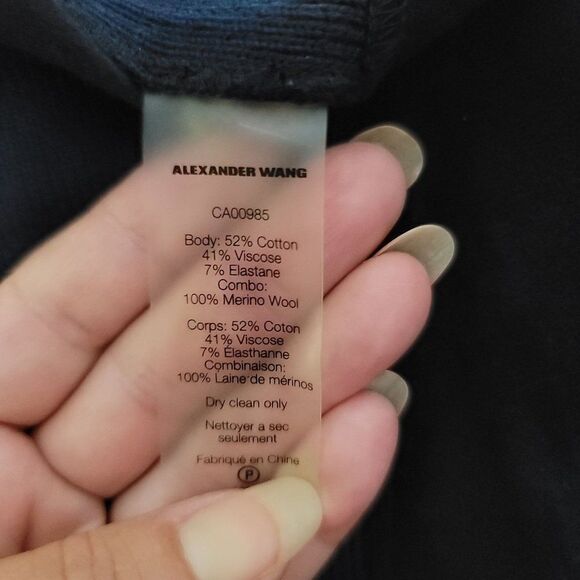 ALEXANDER WANG
CA00985
Body: 52% Cotton
41% Viscose
7% Elastane
Combo:
100% Merino Wool
Corps: 52% Coton
41% Viscose
7% Élasthanne
Combinaison:
100% Laine de mérinos
Dry clean only
Nettoyer a sec
seulement
Fabriqué en Chine
P